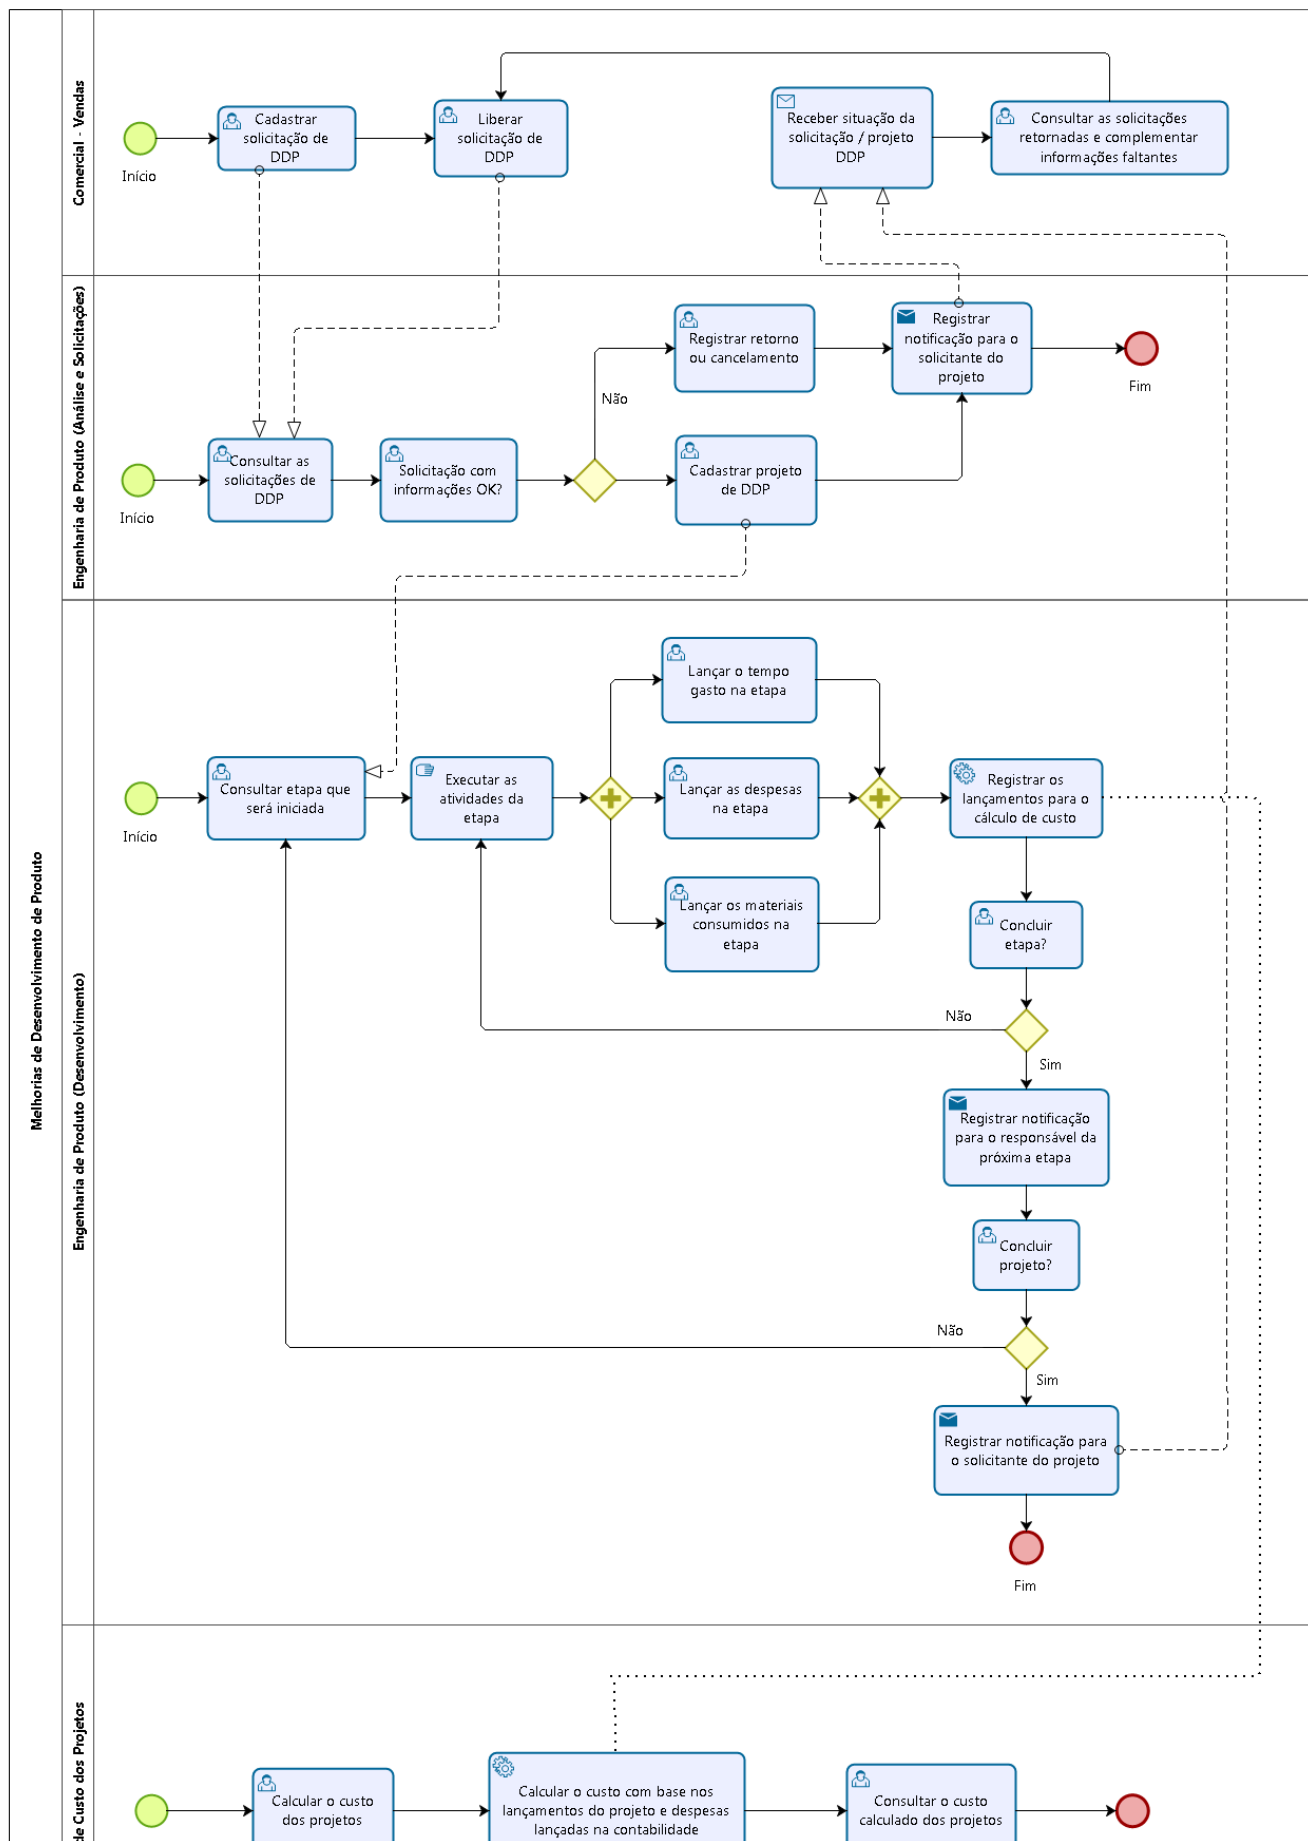 Melhorias de Desenvolvimento de Produto
Comercial - Vendas
Início
Cadastrar
solicitação de
DDP
Liberar
solicitação de
DDP
Receber situação da
solicitação / projeto
DDP
Consultar as solicitações
retornadas e complementar
informações faltantes
Engenharia de Produto (Análise e Solicitações)
Registrar retorno
ou cancelamento
Registrar
notificação para o
solicitante do
projeto
Fim
Não
Início
Consultar as
solicitações de
DDP
Solicitação com
informações OK?
Cadastrar projeto
de DDP
Engenharia de Produto (Desenvolvimento)
Lançar o tempo
gasto na etapa
Início
Consultar etapa que
será iniciada
Executar as
atividades da
etapa
Lançar as despesas
na etapa
Registrar os
lançamentos para o
cálculo de custo
Lançar os materiais
consumidos na
etapa
Concluir
etapa?
Não
Sim
Registrar notificação
para o responsável da
próxima etapa
Concluir
projeto?
Não
Sim
Registrar notificação para
o solicitante do projeto
Fim
de Custo dos Projetos
Calcular o custo
dos projetos
Calcular o custo com base nos
lançamentos do projeto e despesas
lançadas na contabilidade
Consultar o custo
calculado dos projetos